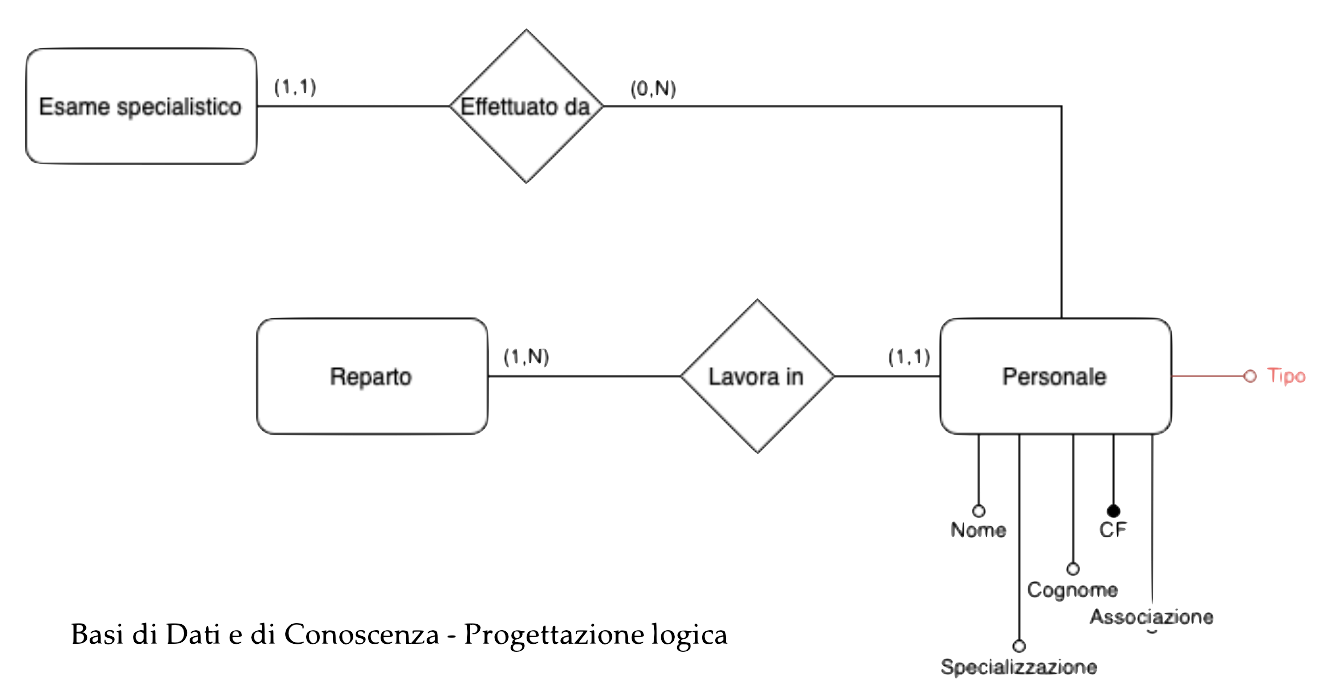 (1,1)
(0,N)
Esame specialistico
Effettuato da
(1,N)
(1,1)
Reparto
Lavora in
Personale
Tipo
Nome
CF
Cognome
Associazione
Basi di Dati e di Conoscenza - Progettazione logica
Specializzazione